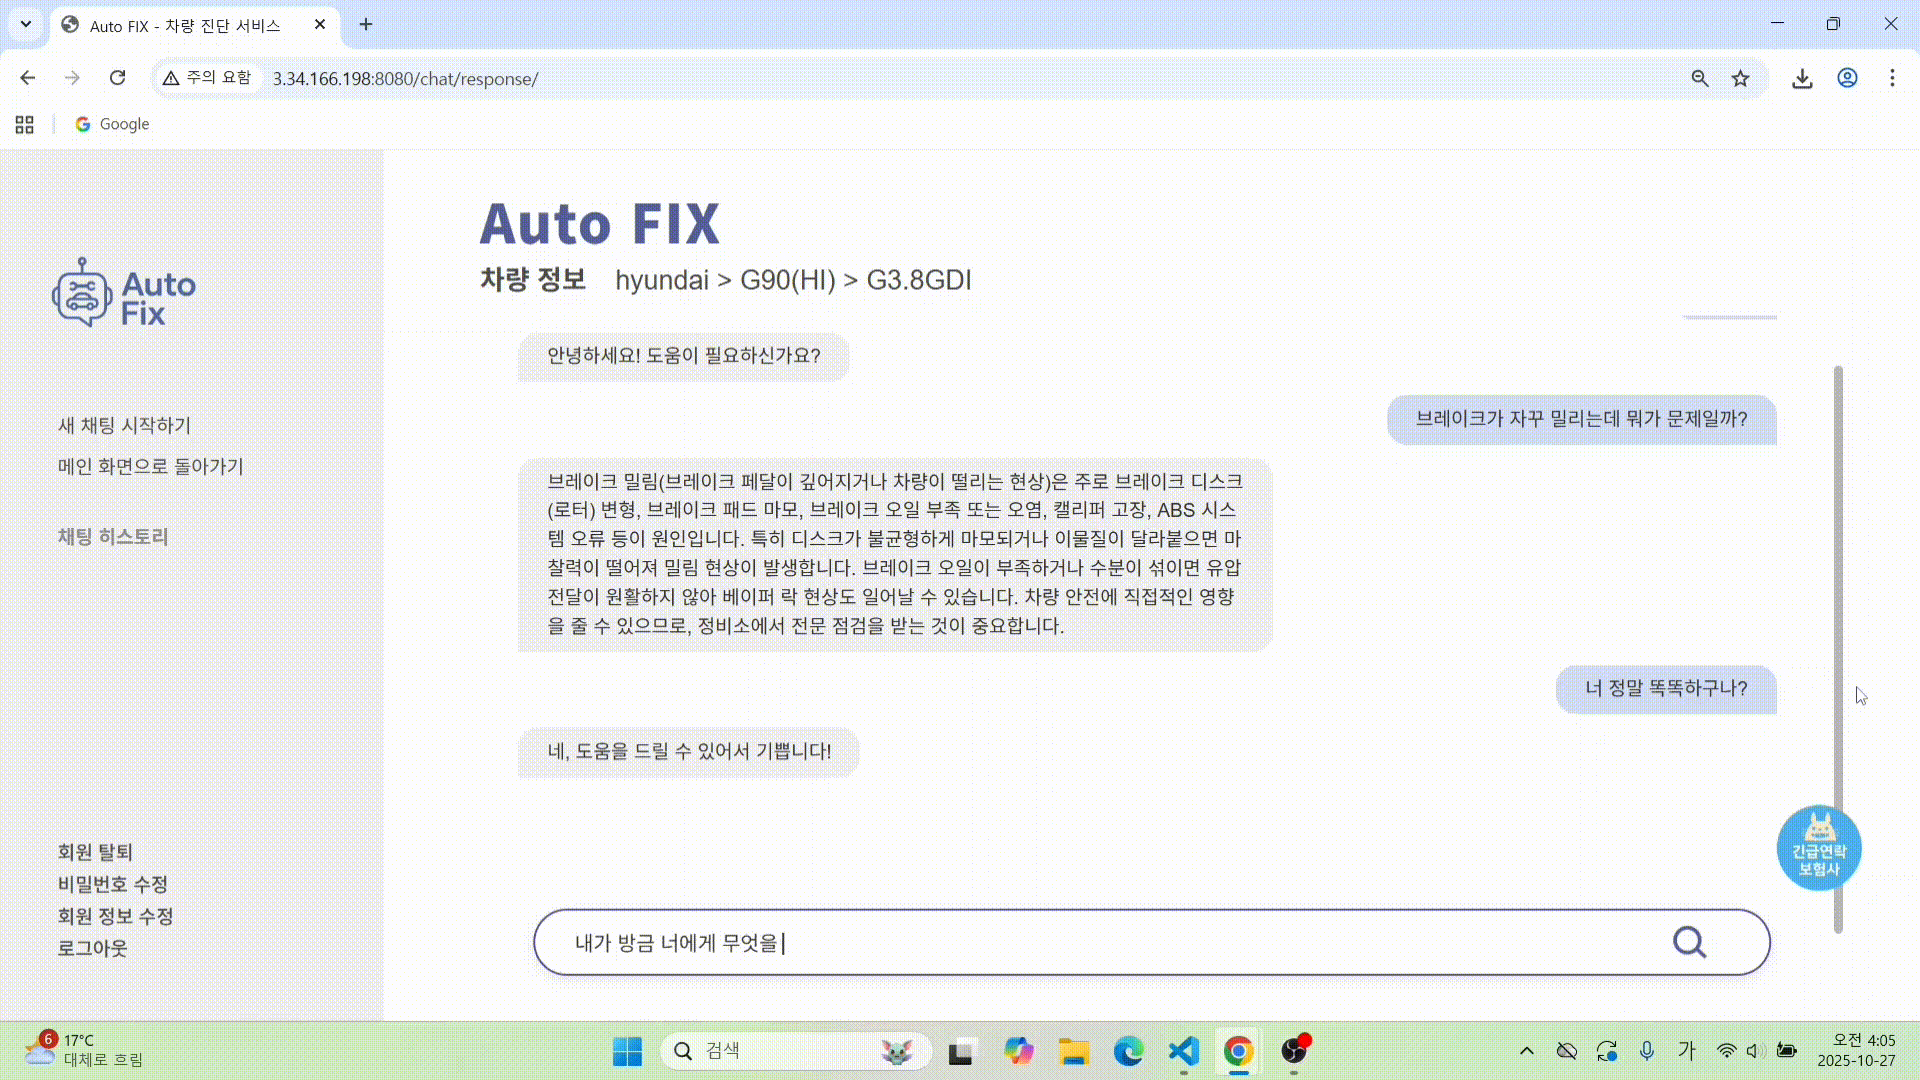 Auto FIX - 차량 진단 서비스
주의 요함
3.34.166.198:8080/chat/response/
Google
Auto
Fix
새 채팅 시작하기
메인 화면으로 돌아가기
채팅 히스토리
회원 탈퇴
비밀번호 수정
회원 정보 수정
로그아웃
Auto FIX
차량 정보 hyundai > G90(HI) > G3.8GDI
안녕하세요! 도움이 필요하신가요?
브레이크가 자꾸 밀리는데 뭐가 문제일까?
브레이크 밀림(브레이크 페달이 깊어지거나 차량이 떨리는 현상)은 주로 브레이크 디스크
(로터) 변형, 브레이크 패드 마모, 브레이크 오일 부족 또는 오염, 캘리퍼 고장, ABS 시스
템 오류 등이 원인입니다. 특히 디스크가 불균형하게 마모되거나 이물질이 달라붙으면 마
찰력이 떨어져 밀림 현상이 발생합니다. 브레이크 오일이 부족하거나 수분이 섞이면 유압
전달이 원활하지 않아 베이퍼 락 현상도 일어날 수 있습니다. 차량 안전에 직접적인 영향
을 줄 수 있으므로, 정비소에서 전문 점검을 받는 것이 중요합니다.
너 정말 똑똑하구나?
네, 도움을 드릴 수 있어서 기쁩니다!
긴급연락
보험사
내가 방금 너에게 무엇을
6
17°C
대체로 흐림
검색
가
오전 4:05
2025-10-27